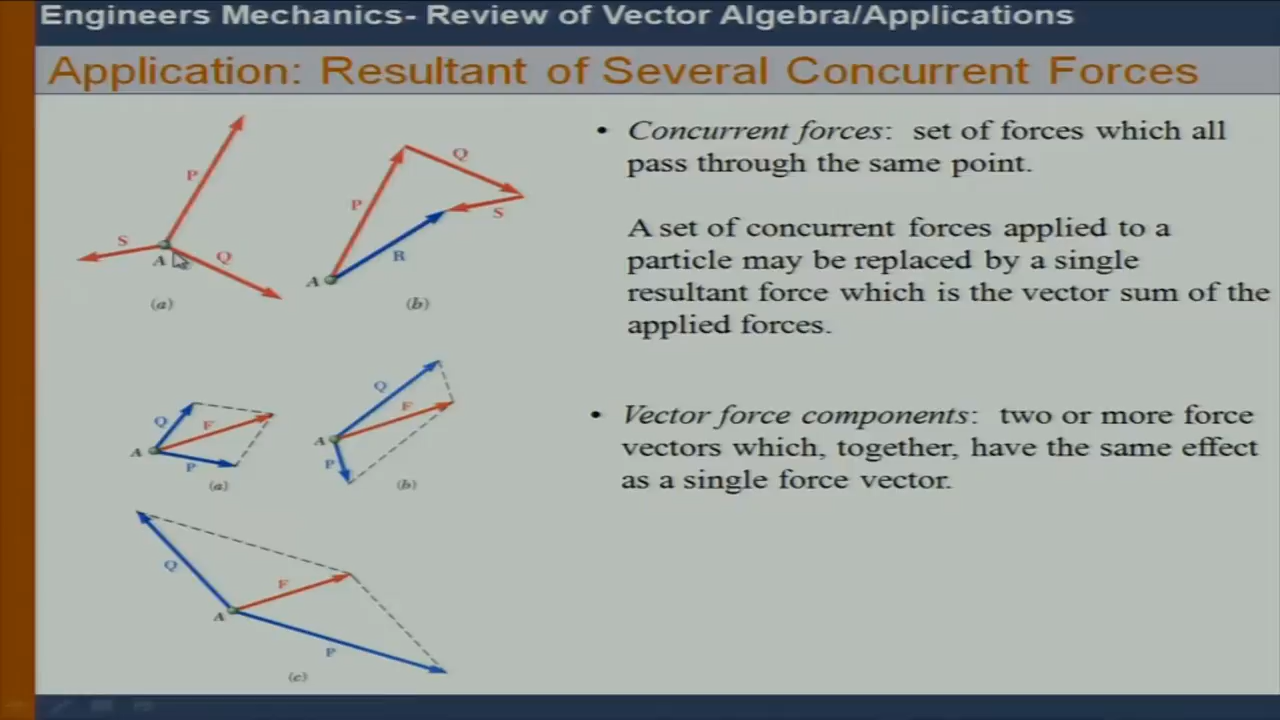 Engineers Mechanics- Review of Vector Algebra/Applications
Application: Resultant of Several Concurrent Forces
P
S
A
Q
(a)
P
Q
S
R
A
(b)
• Concurrent forces: set of forces which all
pass through the same point.
A set of concurrent forces applied to a
particle may be replaced by a single
resultant force which is the vector sum of the
applied forces.
Q
F
A
P
(a)
Q
F
A
P
(b)
• Vector force components: two or more force
vectors which, together, have the same effect
as a single force vector.
Q
F
A
P
(c)